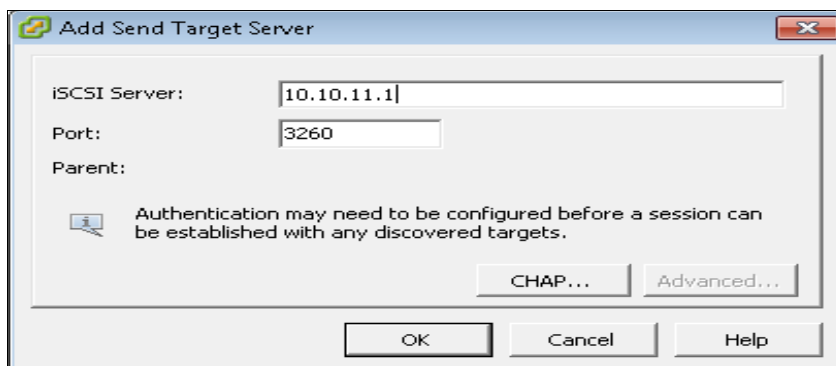 Add Send Target Server
iSCSI Server: 10.10.11.1
Port: 3260
Parent:
Authentication may need to be configured before a session can
be established with any discovered targets.
CHAP... Advanced...
OK Cancel Help